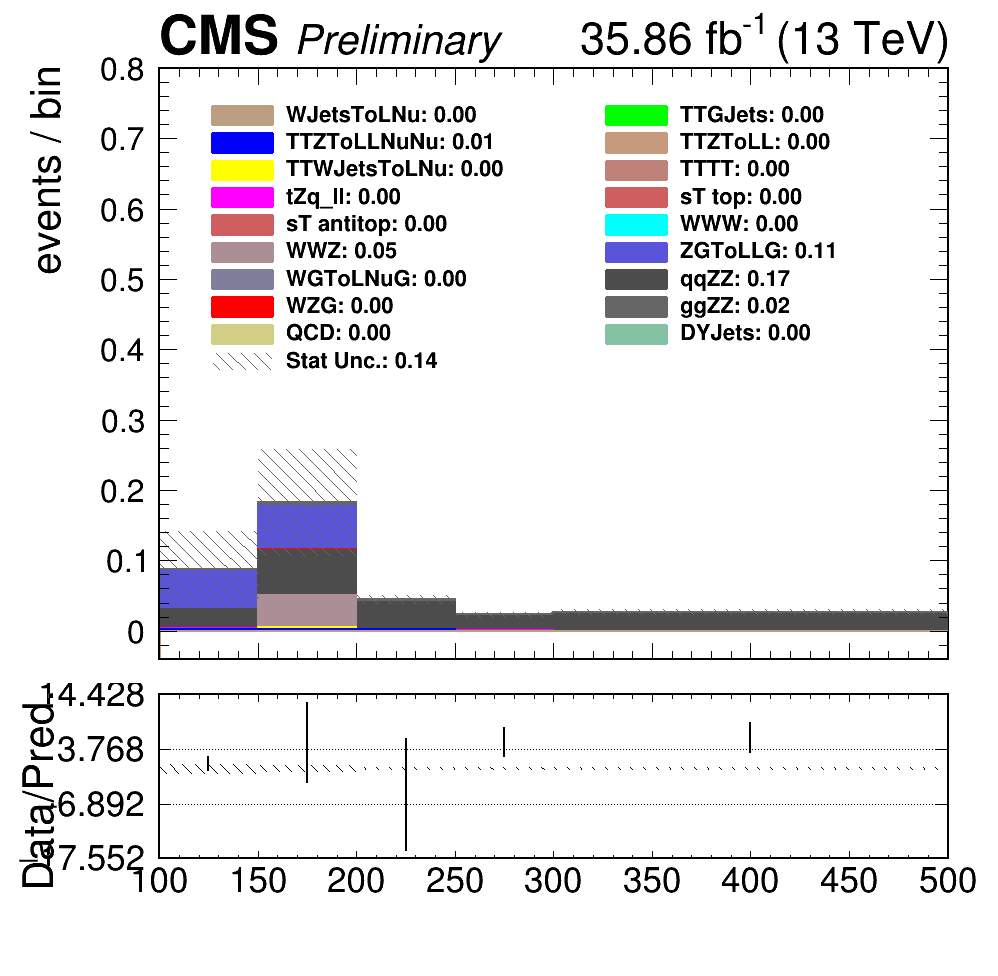 CMS Preliminary 35.86 fb-1 (13 TeV)
events / bin
0.8
0.7
0.6
0.5
0.4
0.3
0.2
0.1
0
WJetsToLNu: 0.00
TTZToLLNuNu: 0.01
TTWJetsToLNu: 0.00
tZq_ll: 0.00
sT antitop: 0.00
WWZ: 0.05
WGToLNuG: 0.00
WZG: 0.00
QCD: 0.00
Stat Unc.: 0.14
TTGJets: 0.00
TTZToLL: 0.00
TTTT: 0.00
sT top: 0.00
WWW: 0.00
ZGToLLG: 0.11
qqZZ: 0.17
ggZZ: 0.02
DYJets: 0.00
Data/Pred.
14.428
3.768
-6.892
-17.552
100 150 200 250 300 350 400 450 500